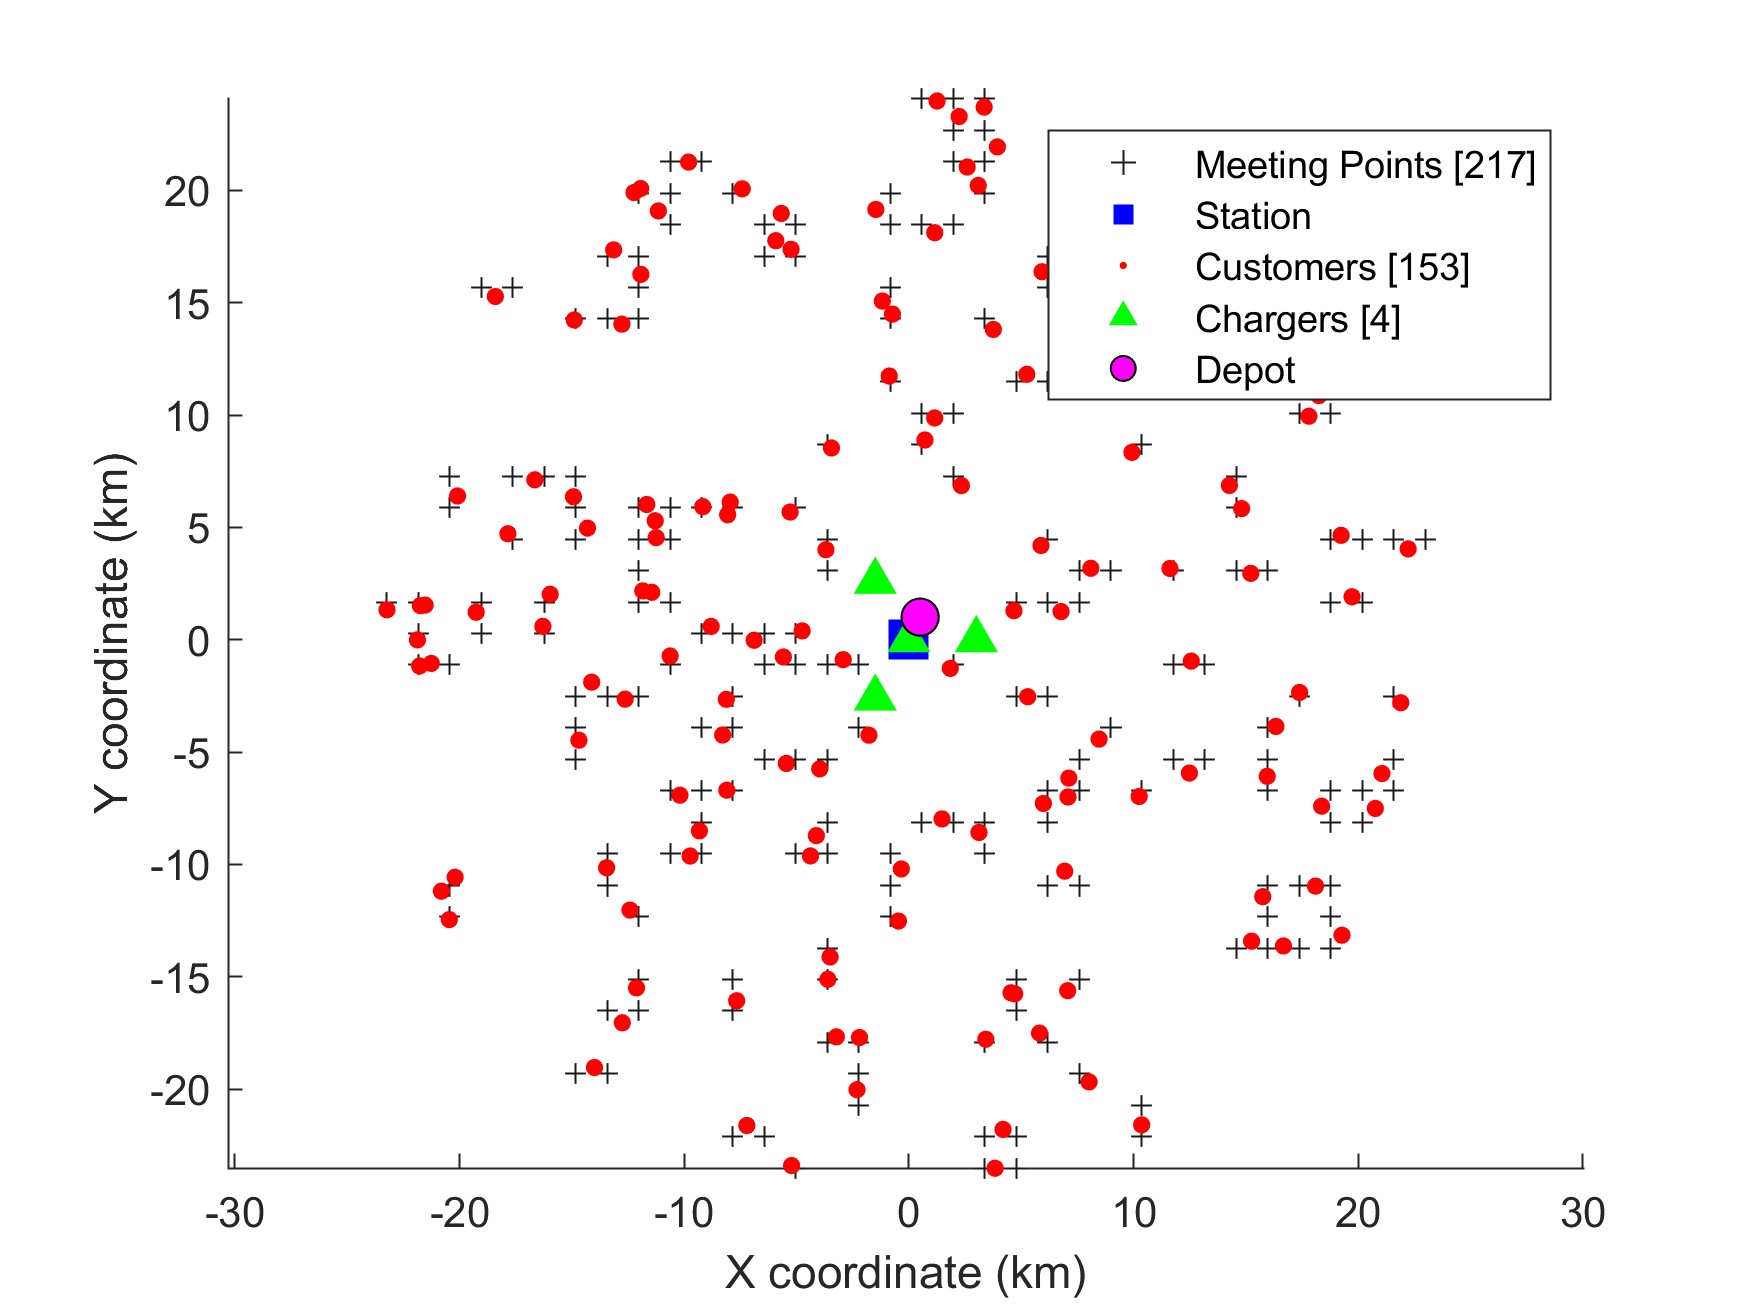 20
15
10
5
0
-5
-10
-15
-20
Y coordinate (km)
Meeting Points [217]
Station
Customers [153]
Chargers [4]
Depot
-30 -20 -10 0 10 20 30
X coordinate (km)